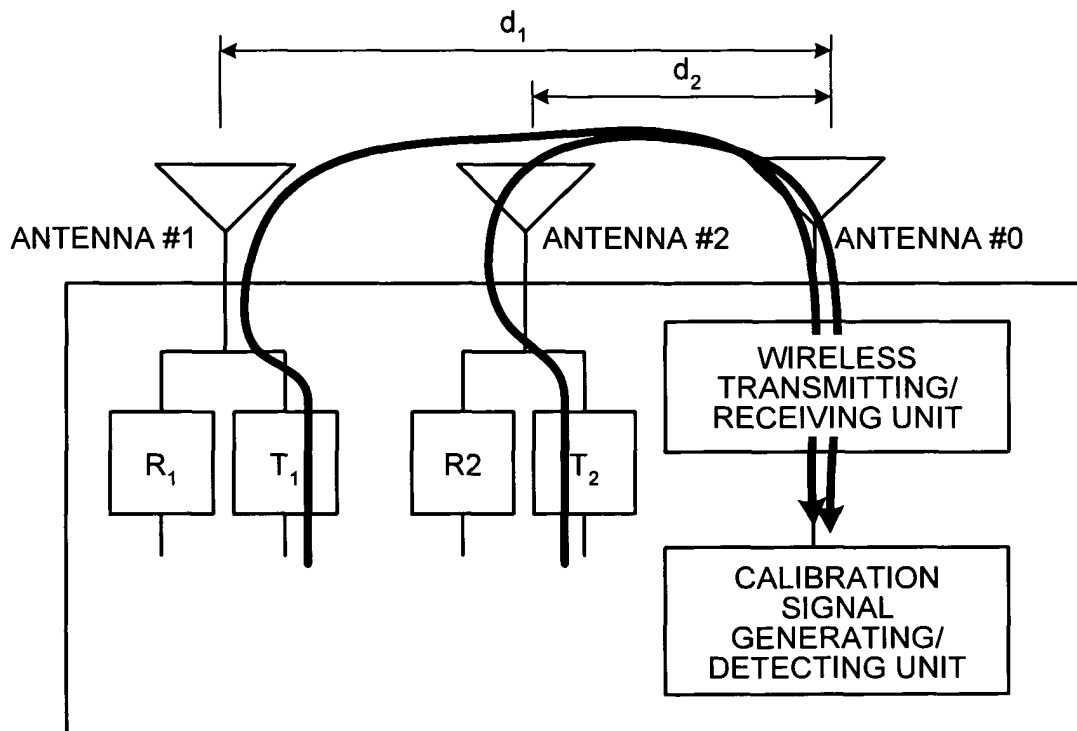 d₁
d₂
ANTENNA #1
ANTENNA #2
ANTENNA #0
WIRELESS
TRANSMITTING/
RECEIVING UNIT
R₁
T₁
R2
T₂
CALIBRATION
SIGNAL
GENERATING/
DETECTING UNIT